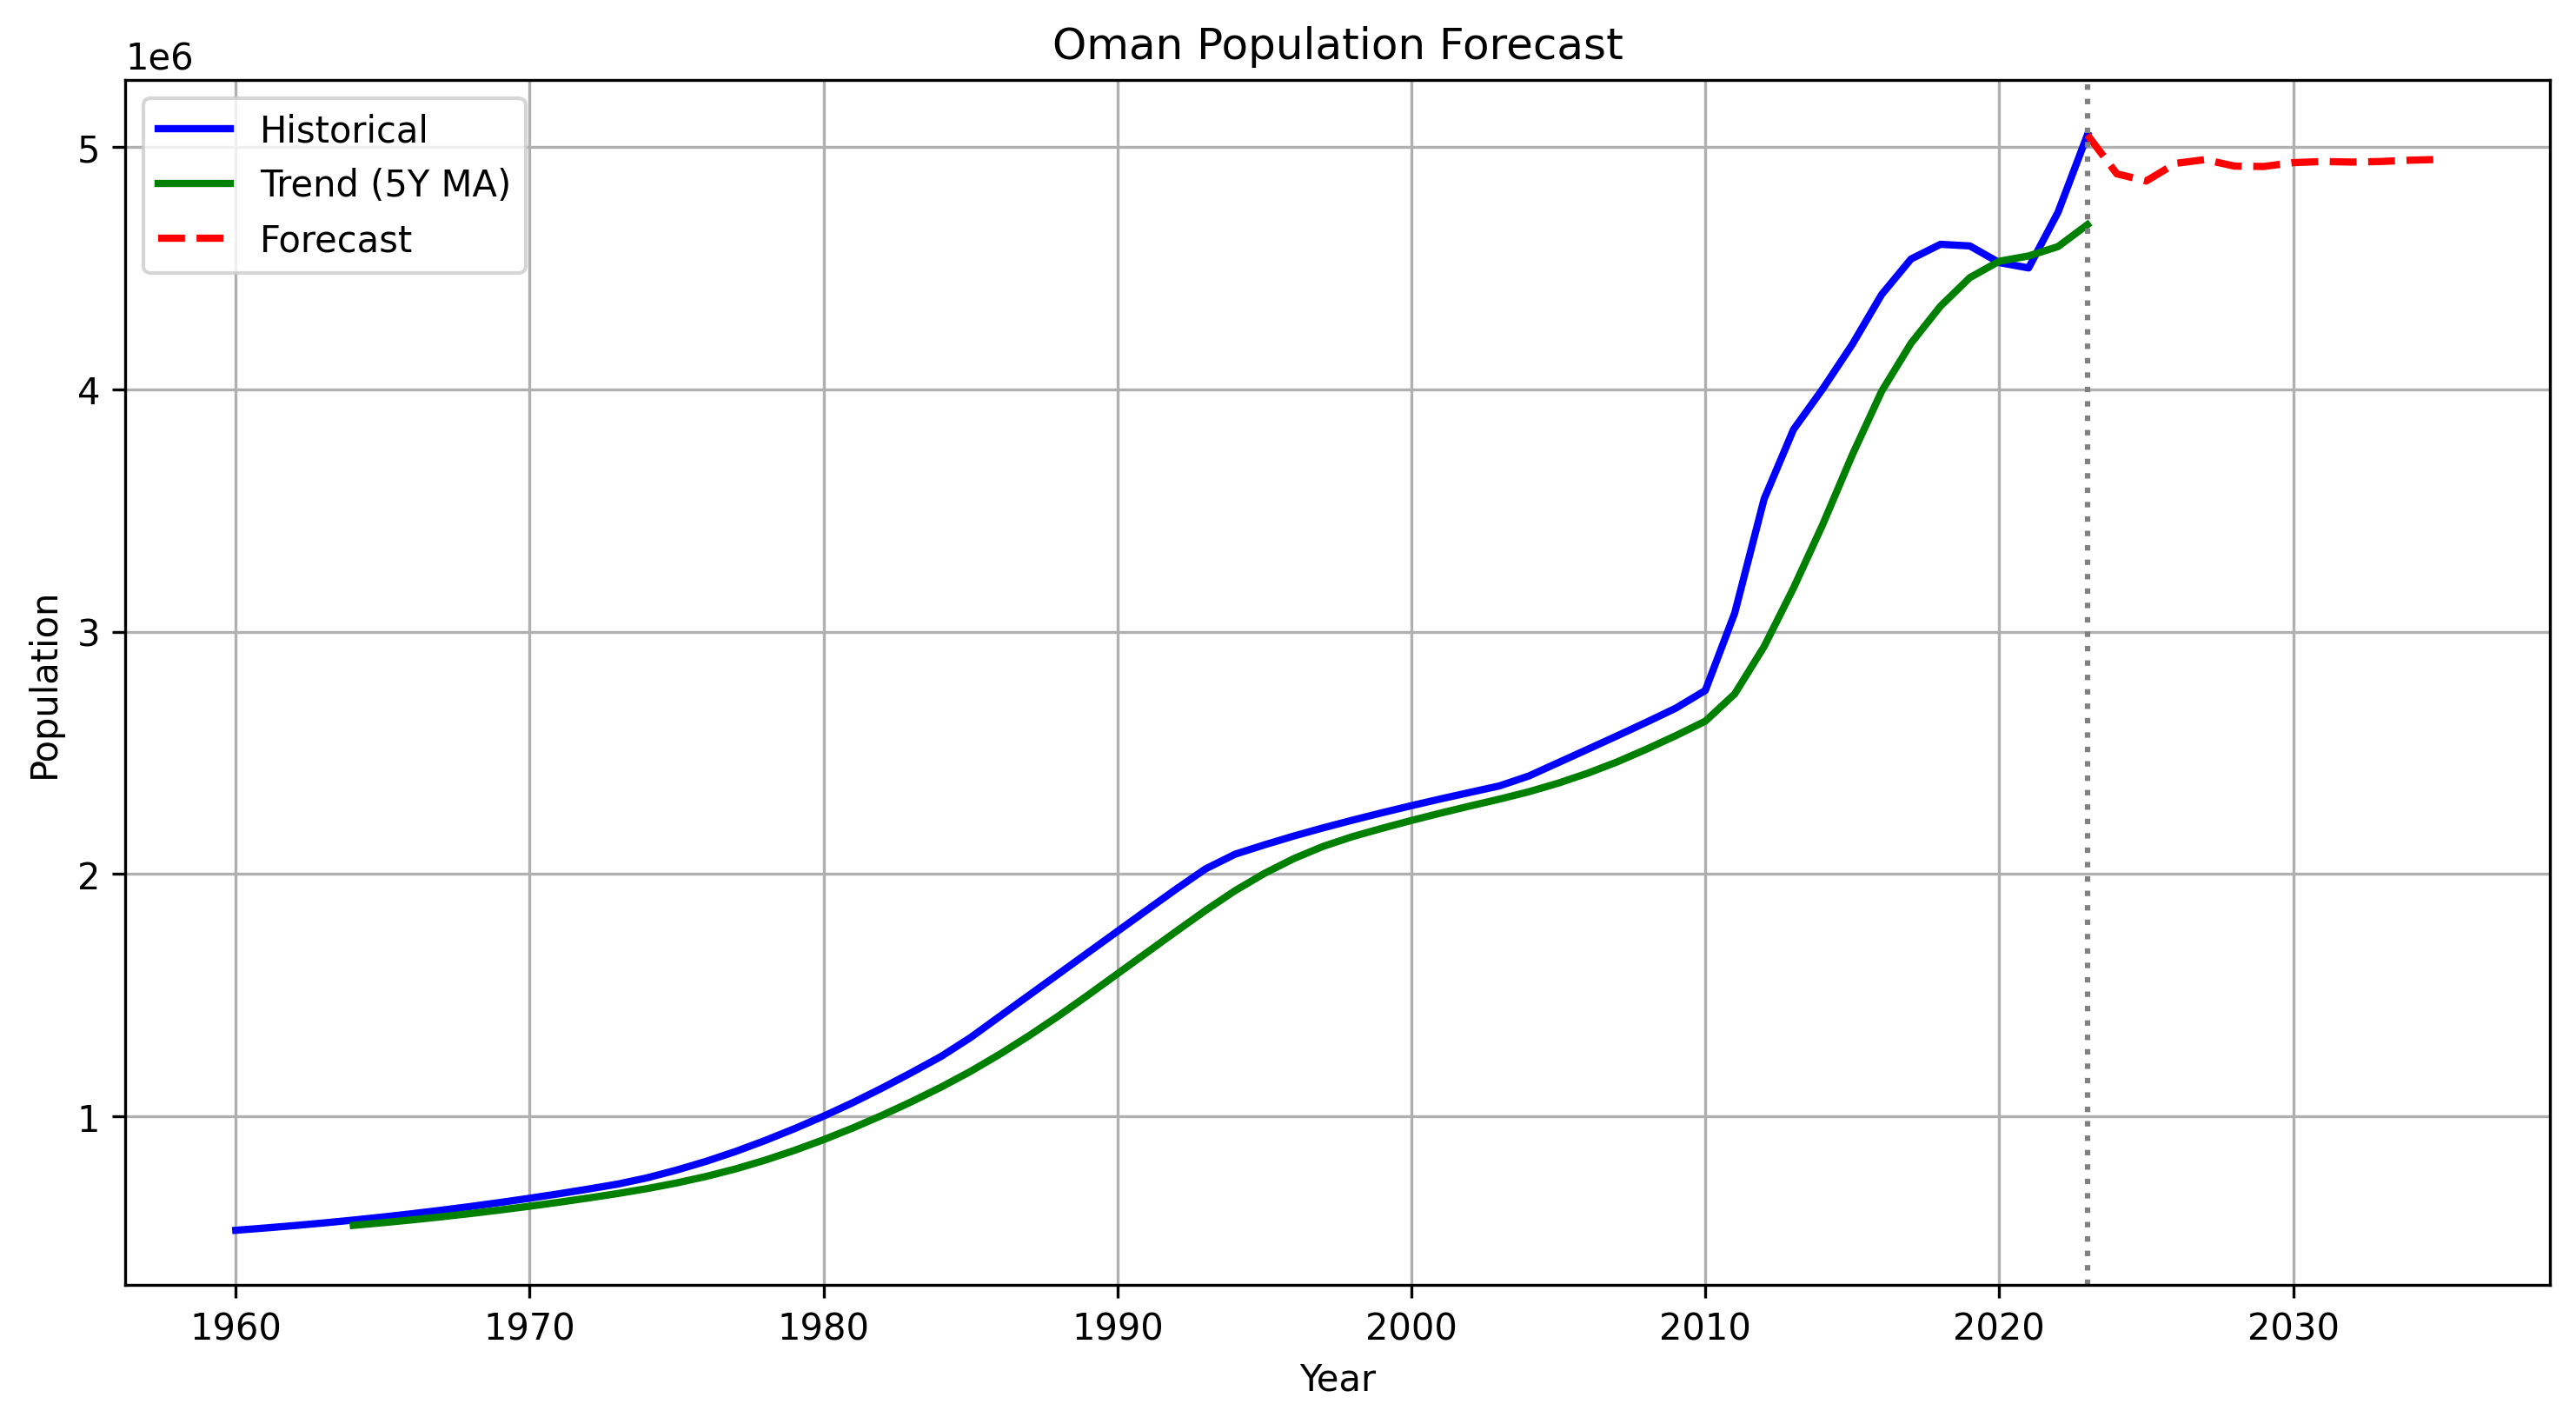 Oman Population Forecast
1e6
Historical
Trend (5Y MA)
Forecast
5
4
3
2
1
Population
1960 1970 1980 1990 2000 2010 2020 2030
Year